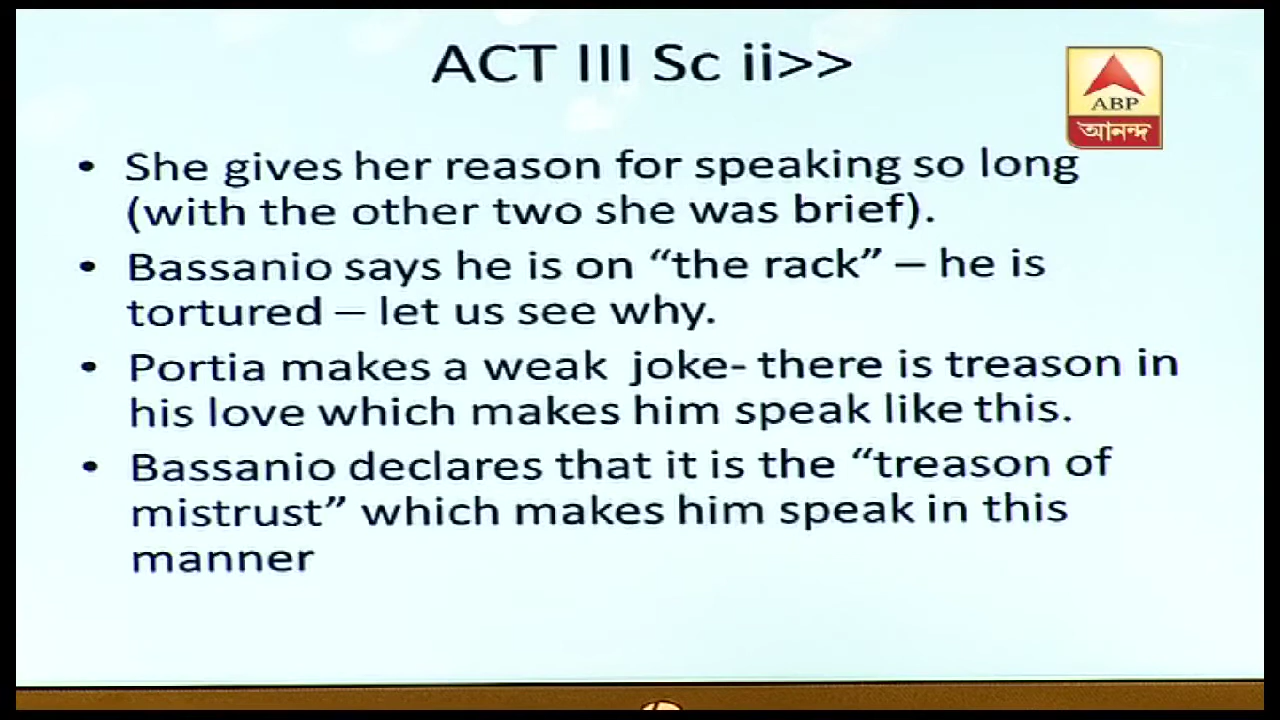 ACT III Sc ii>>
ABP
আনন্দ
• She gives her reason for speaking so long
(with the other two she was brief).
• Bassanio says he is on “the rack” – he is
tortured – let us see why.
• Portia makes a weak joke- there is treason in
his love which makes him speak like this.
• Bassanio declares that it is the “treason of
mistrust” which makes him speak in this
manner